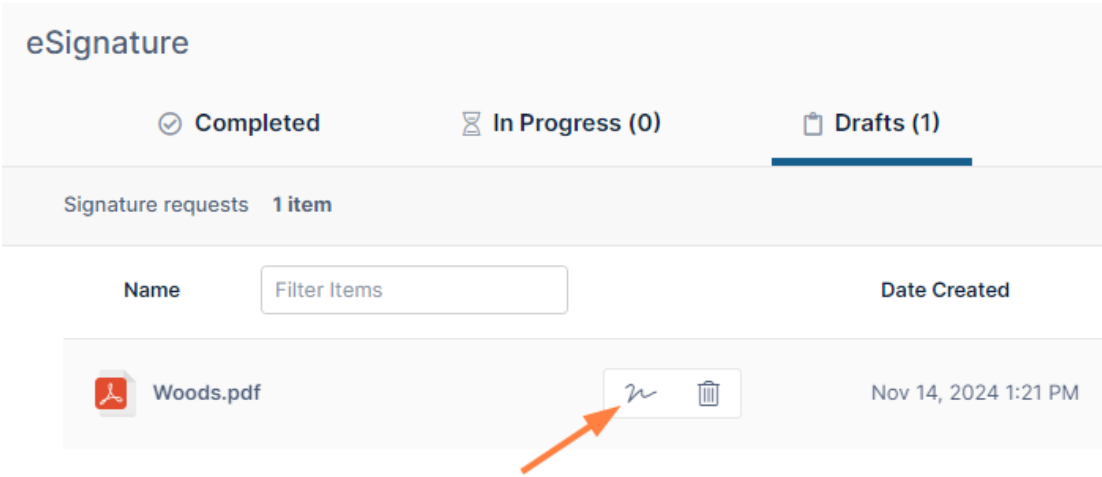 eSignature
Completed In Progress (0) Drafts (1)
Signature requests 1 item
Name Filter Items Date Created
Woods.pdf Nov 14, 2024 1:21 PM